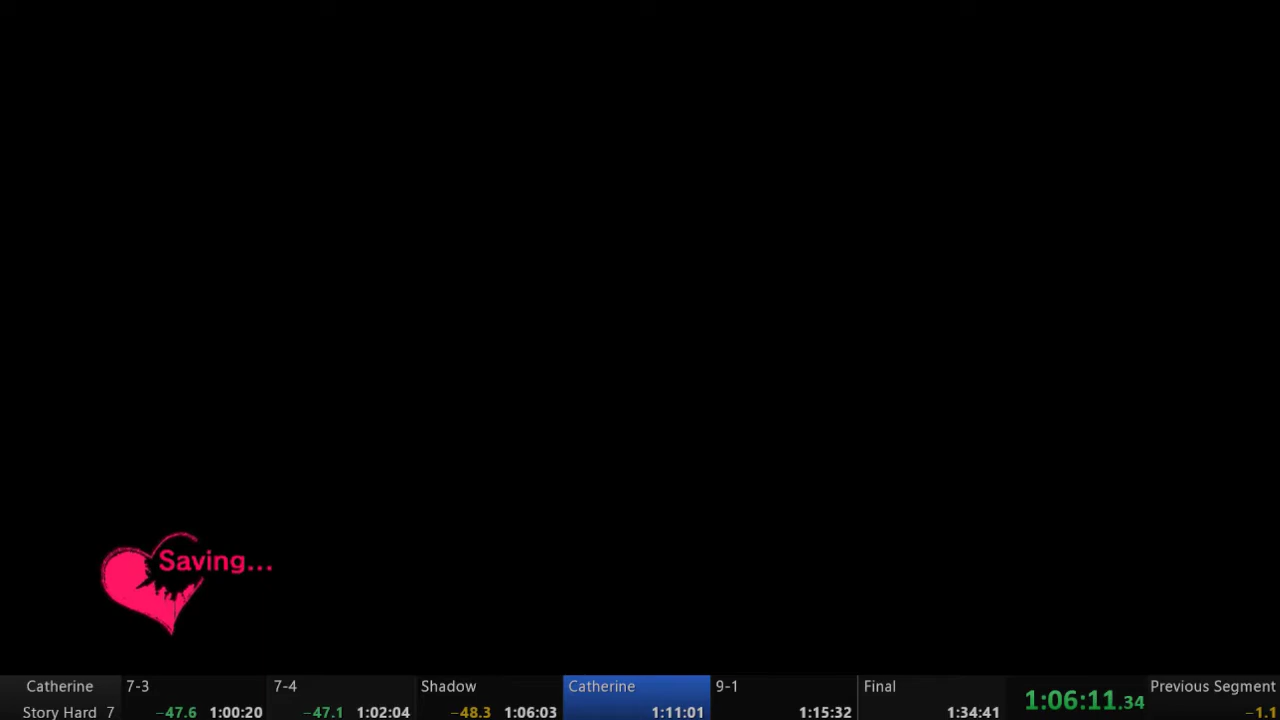 Saving...
Catherine
Story Hard 7
7-3
−47.6 1:00:20
7-4
−47.1 1:02:04
Shadow
−48.3 1:06:03
Catherine
1:11:01
9-1
1:15:32
Final
1:34:41
1:06:11.34
Previous Segment
−1.1